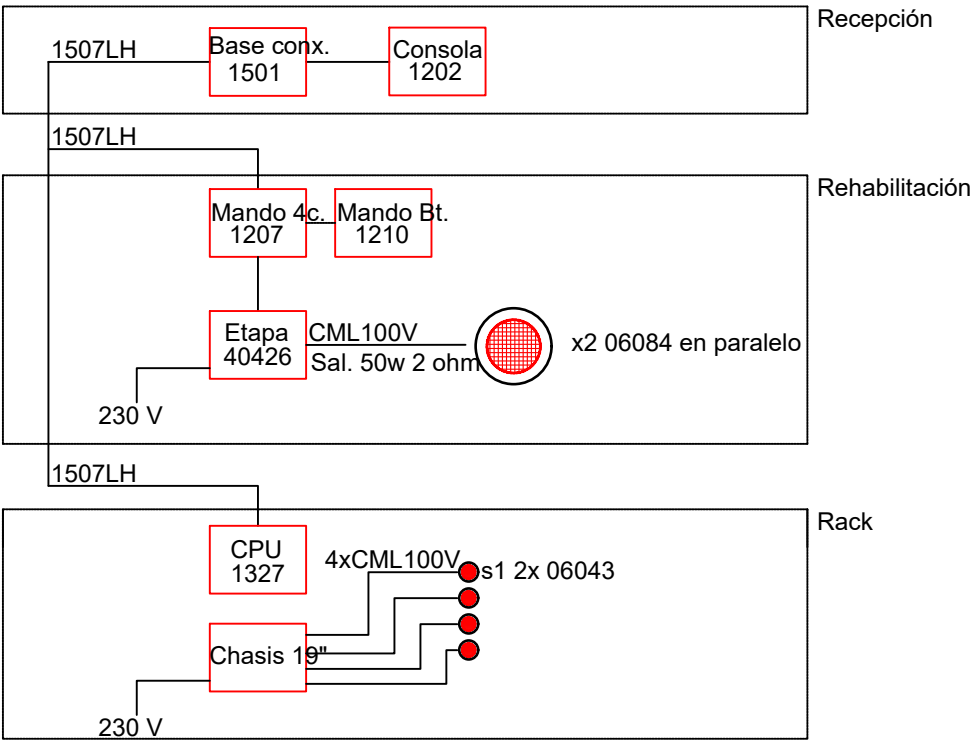 Recepción
1507LH
Base conx.
1501
Consola
1202
1507LH
Rehabilitación
Mando 4c.
1207
Mando Bt.
1210
Etapa
40426
CML100V
Sal. 50w 2 ohm
x2 06084 en paralelo
230 V
1507LH
Rack
CPU
1327
4xCML100V
s1 2x 06043
Chasis 19"
230 V